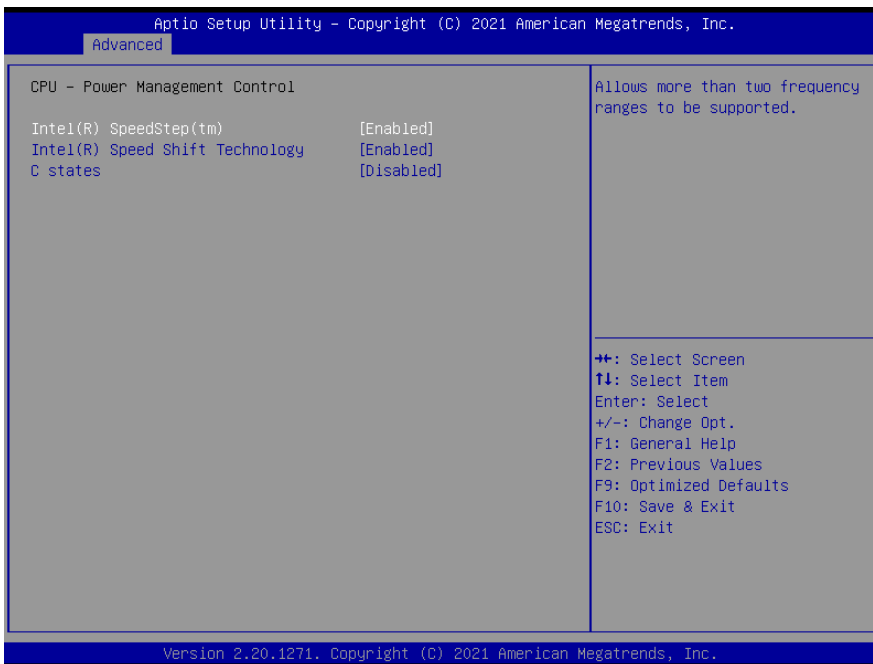 Aptio Setup Utility – Copyright (C) 2021 American Megatrends, Inc.
Advanced
CPU – Power Management Control
Intel(R) SpeedStep(tm) [Enabled]
Intel(R) Speed Shift Technology [Enabled]
C states [Disabled]
Allows more than two frequency
ranges to be supported.
→←: Select Screen
↑↓: Select Item
Enter: Select
+/-: Change Opt.
F1: General Help
F2: Previous Values
F9: Optimized Defaults
F10: Save & Exit
ESC: Exit
Version 2.20.1271. Copyright (C) 2021 American Megatrends, Inc.